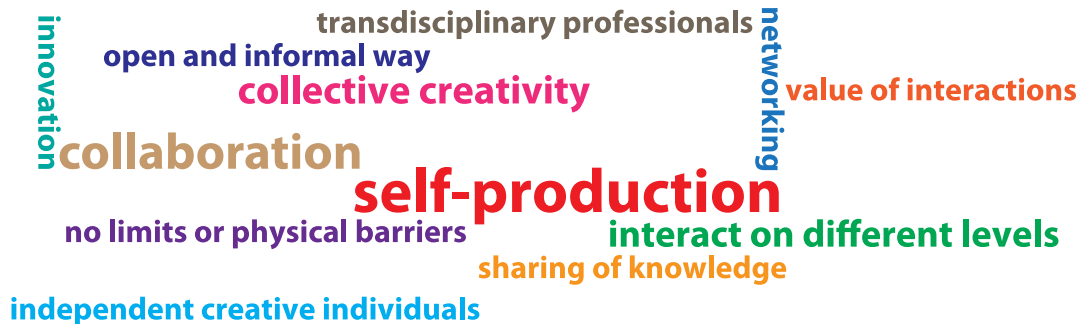 transdisciplinary professionals
innovation
networking
open and informal way
collective creativity
value of interactions
collaboration
self-production
no limits or physical barriers
interact on different levels
sharing of knowledge
independent creative individuals